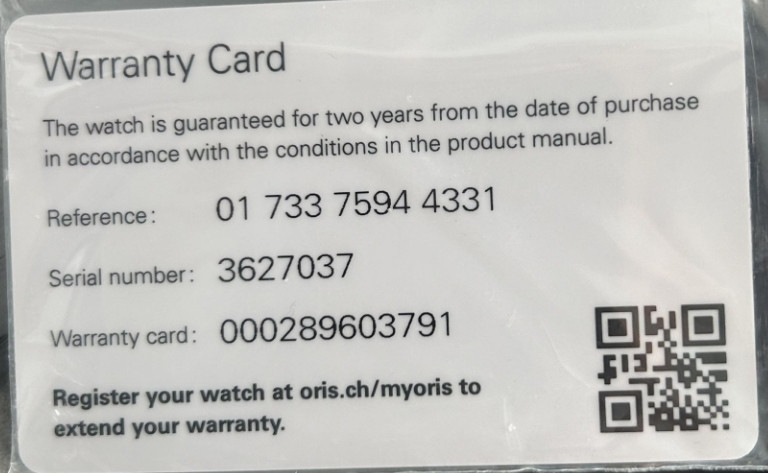 Warranty Card
The watch is guaranteed for two years from the date of purchase
in accordance with the conditions in the product manual.
Reference: 01 733 7594 4331
Serial number: 3627037
Warranty card: 000289603791
Register your watch at oris.ch/myoris to
extend your warranty.